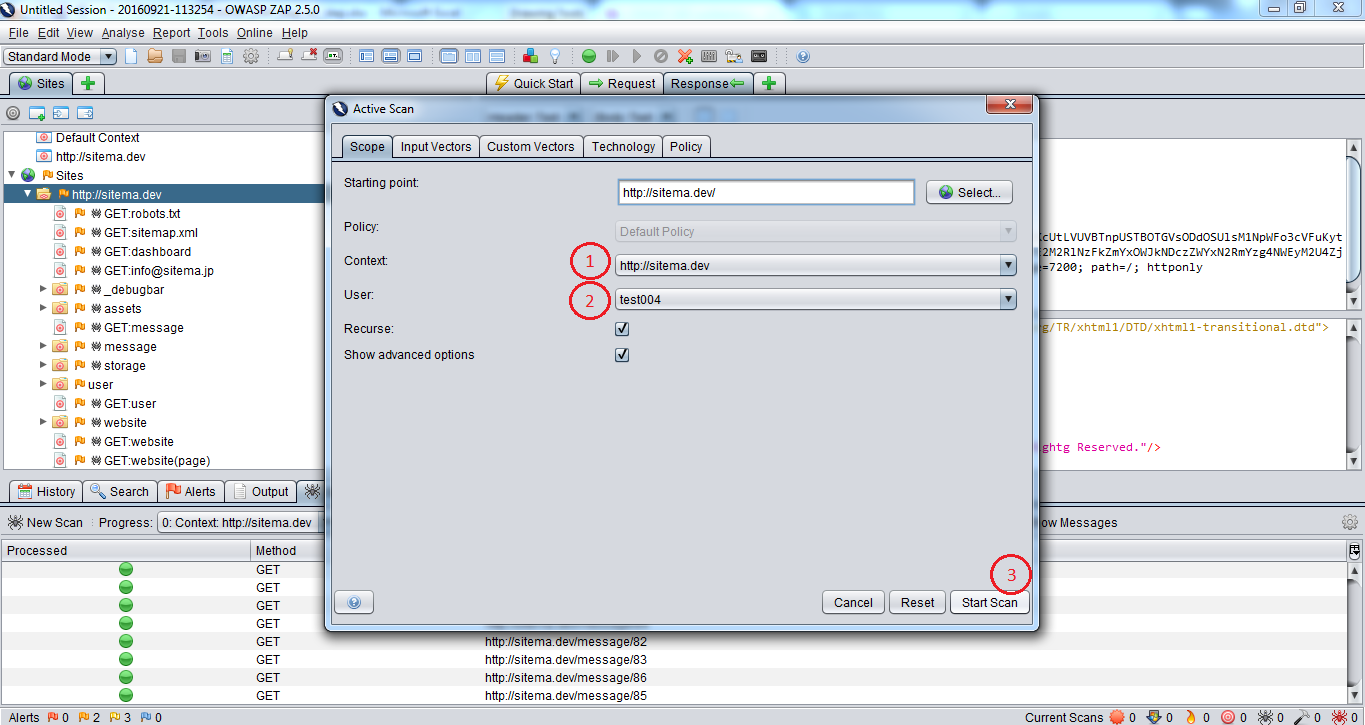 Untitled Session - 20160921-113254 - OWASP ZAP 2.5.0
File Edit View Analyse Report Tools Online Help
Standard Mode
Sites
Quick Start
Request
Response
Active Scan
Scope
Input Vectors
Custom Vectors
Technology
Policy
Starting point:
http://sitema.dev/
Select...
Policy:
Default Policy
Context:
1
http://sitema.dev
User:
2
test004
Recurse:
Show advanced options
3
Cancel
Reset
Start Scan
Default Context
http://sitema.dev
Sites
http://sitema.dev
GET:robots.txt
GET:sitemap.xml
GET:dashboard
GET:info@sitema.jp
_debugbar
assets
GET:message
message
storage
user
GET:user
website
GET:website
GET:website(page)
=7200; path=/; httponly
rg/TR/xhtml1/DTD/xhtml1-transitional.dtd">
ghtg Reserved."/>
History
Search
Alerts
Output
New Scan
Progress:
0: Context: http://sitema.dev
ow Messages
Processed
Method
GET
GET
GET
GET
GET http://sitema.dev/message/82
GET http://sitema.dev/message/83
GET http://sitema.dev/message/86
GET http://sitema.dev/message/85
Alerts 0 2 3 0
Current Scans 0 0 0 0 0 0 0